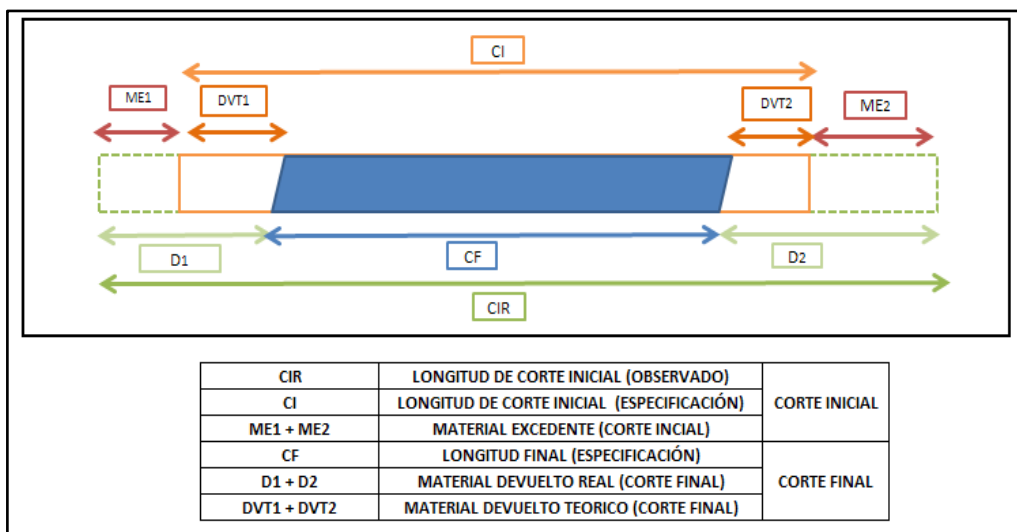 CI
ME1
DVT1
DVT2
ME2
D1
CF
D2
CIR
CIR LONGITUD DE CORTE INICIAL (OBSERVADO)
CI LONGITUD DE CORTE INICIAL (ESPECIFICACIÓN) CORTE INICIAL
ME1 + ME2 MATERIAL EXCEDENTE (CORTE INCIAL)
CF LONGITUD FINAL (ESPECIFICACIÓN)
D1 + D2 MATERIAL DEVUELTO REAL (CORTE FINAL) CORTE FINAL
DVT1 + DVT2 MATERIAL DEVUELTO TEORICO (CORTE FINAL)